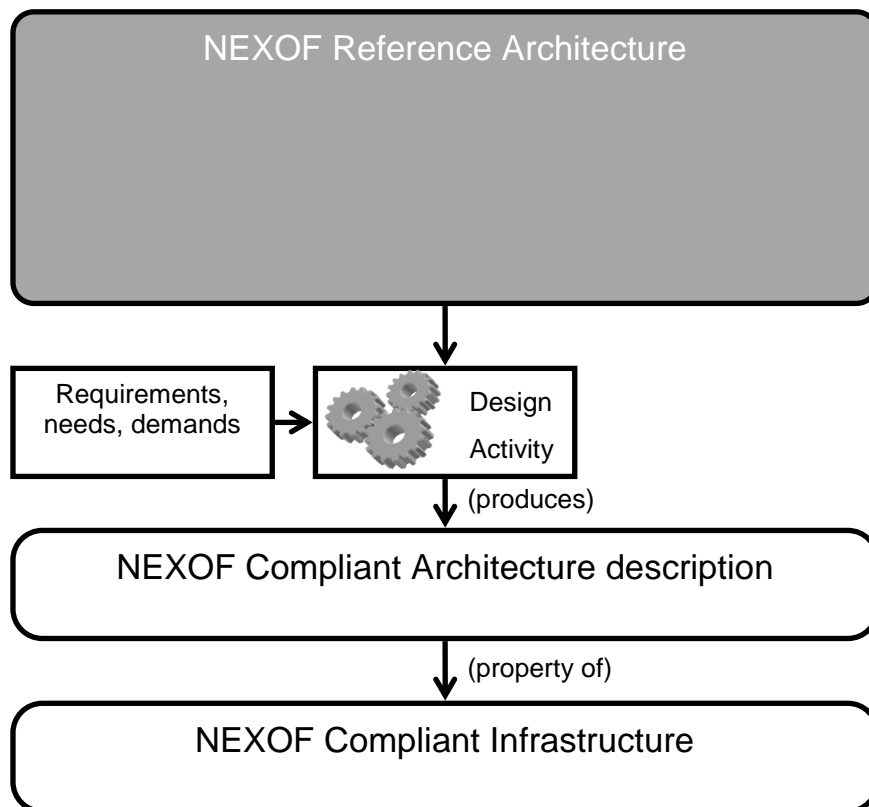 NEXOF Reference Architecture
Requirements,
needs, demands
Design
Activity
(produces)
NEXOF Compliant Architecture description
(property of)
NEXOF Compliant Infrastructure